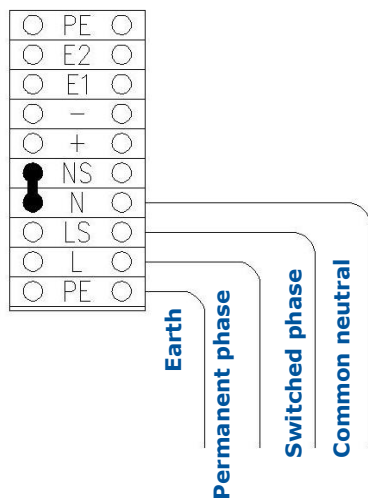 PE
E2
E1
-
+
NS
N
LS
L
PE
Earth
Permanent phase
Switched phase
Common neutral